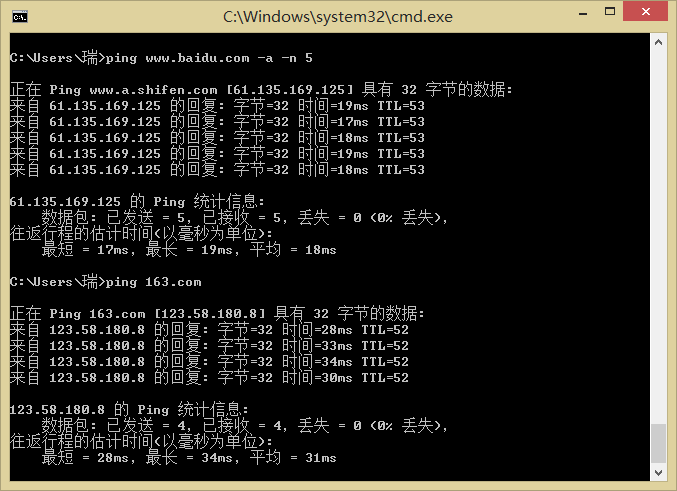 C:\Windows\system32\cmd.exe
C:\Users\瑞>ping www.baidu.com -a -n 5
正在 Ping www.a.shifen.com [61.135.169.125] 具有 32 字节的数据:
来自 61.135.169.125 的回复: 字节=32 时间=19ms TTL=53
来自 61.135.169.125 的回复: 字节=32 时间=17ms TTL=53
来自 61.135.169.125 的回复: 字节=32 时间=18ms TTL=53
来自 61.135.169.125 的回复: 字节=32 时间=19ms TTL=53
来自 61.135.169.125 的回复: 字节=32 时间=18ms TTL=53
61.135.169.125 的 Ping 统计信息:
数据包: 已发送 = 5, 已接收 = 5, 丢失 = 0 (0% 丢失),
往返行程的估计时间(以毫秒为单位):
最短 = 17ms, 最长 = 19ms, 平均 = 18ms
C:\Users\瑞>ping 163.com
正在 Ping 163.com [123.58.180.8] 具有 32 字节的数据:
来自 123.58.180.8 的回复: 字节=32 时间=28ms TTL=52
来自 123.58.180.8 的回复: 字节=32 时间=33ms TTL=52
来自 123.58.180.8 的回复: 字节=32 时间=34ms TTL=52
来自 123.58.180.8 的回复: 字节=32 时间=30ms TTL=52
123.58.180.8 的 Ping 统计信息:
数据包: 已发送 = 4, 已接收 = 4, 丢失 = 0 (0% 丢失),
往返行程的估计时间(以毫秒为单位):
最短 = 28ms, 最长 = 34ms, 平均 = 31ms